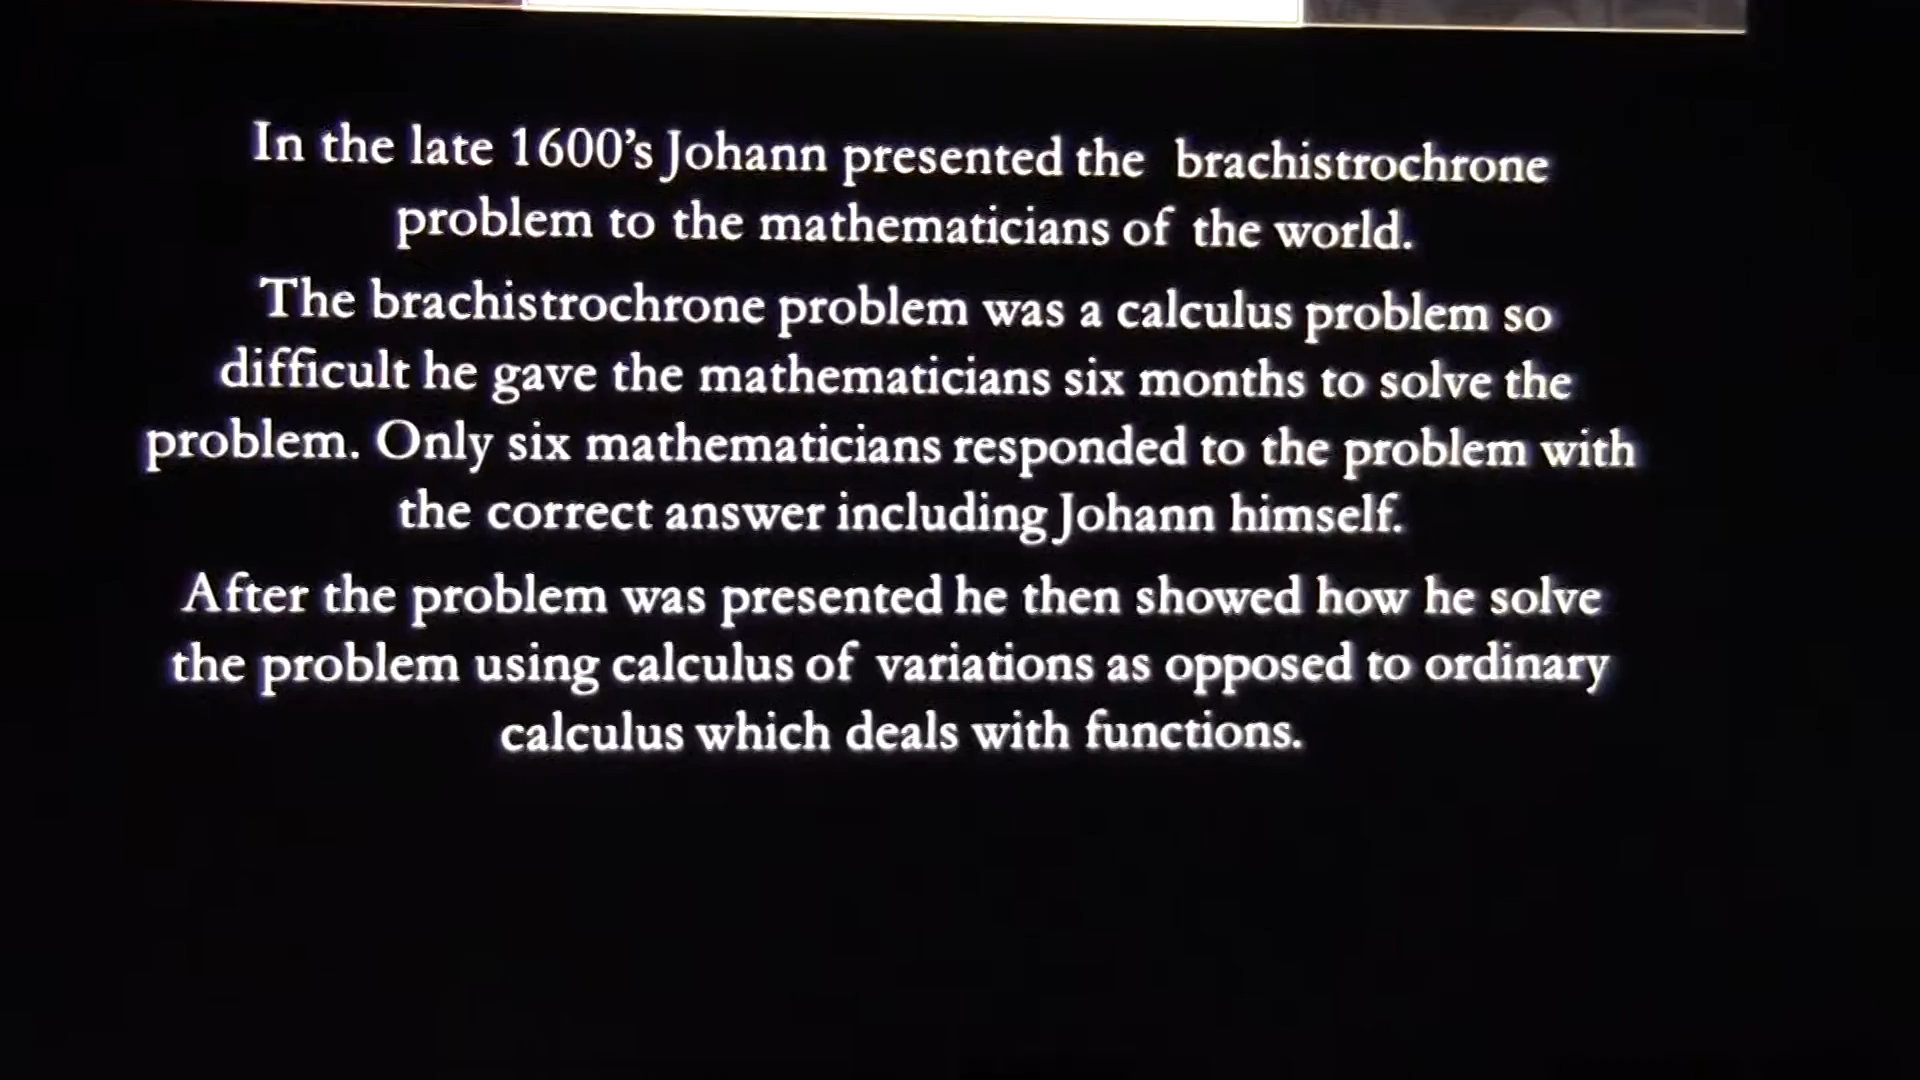 In the late 1600’s Johann presented the brachistrochrone
problem to the mathematicians of the world.
The brachistrochrone problem was a calculus problem so
difficult he gave the mathematicians six months to solve the
problem. Only six mathematicians responded to the problem with
the correct answer including Johann himself.
After the problem was presented he then showed how he solve
the problem using calculus of variations as opposed to ordinary
calculus which deals with functions.